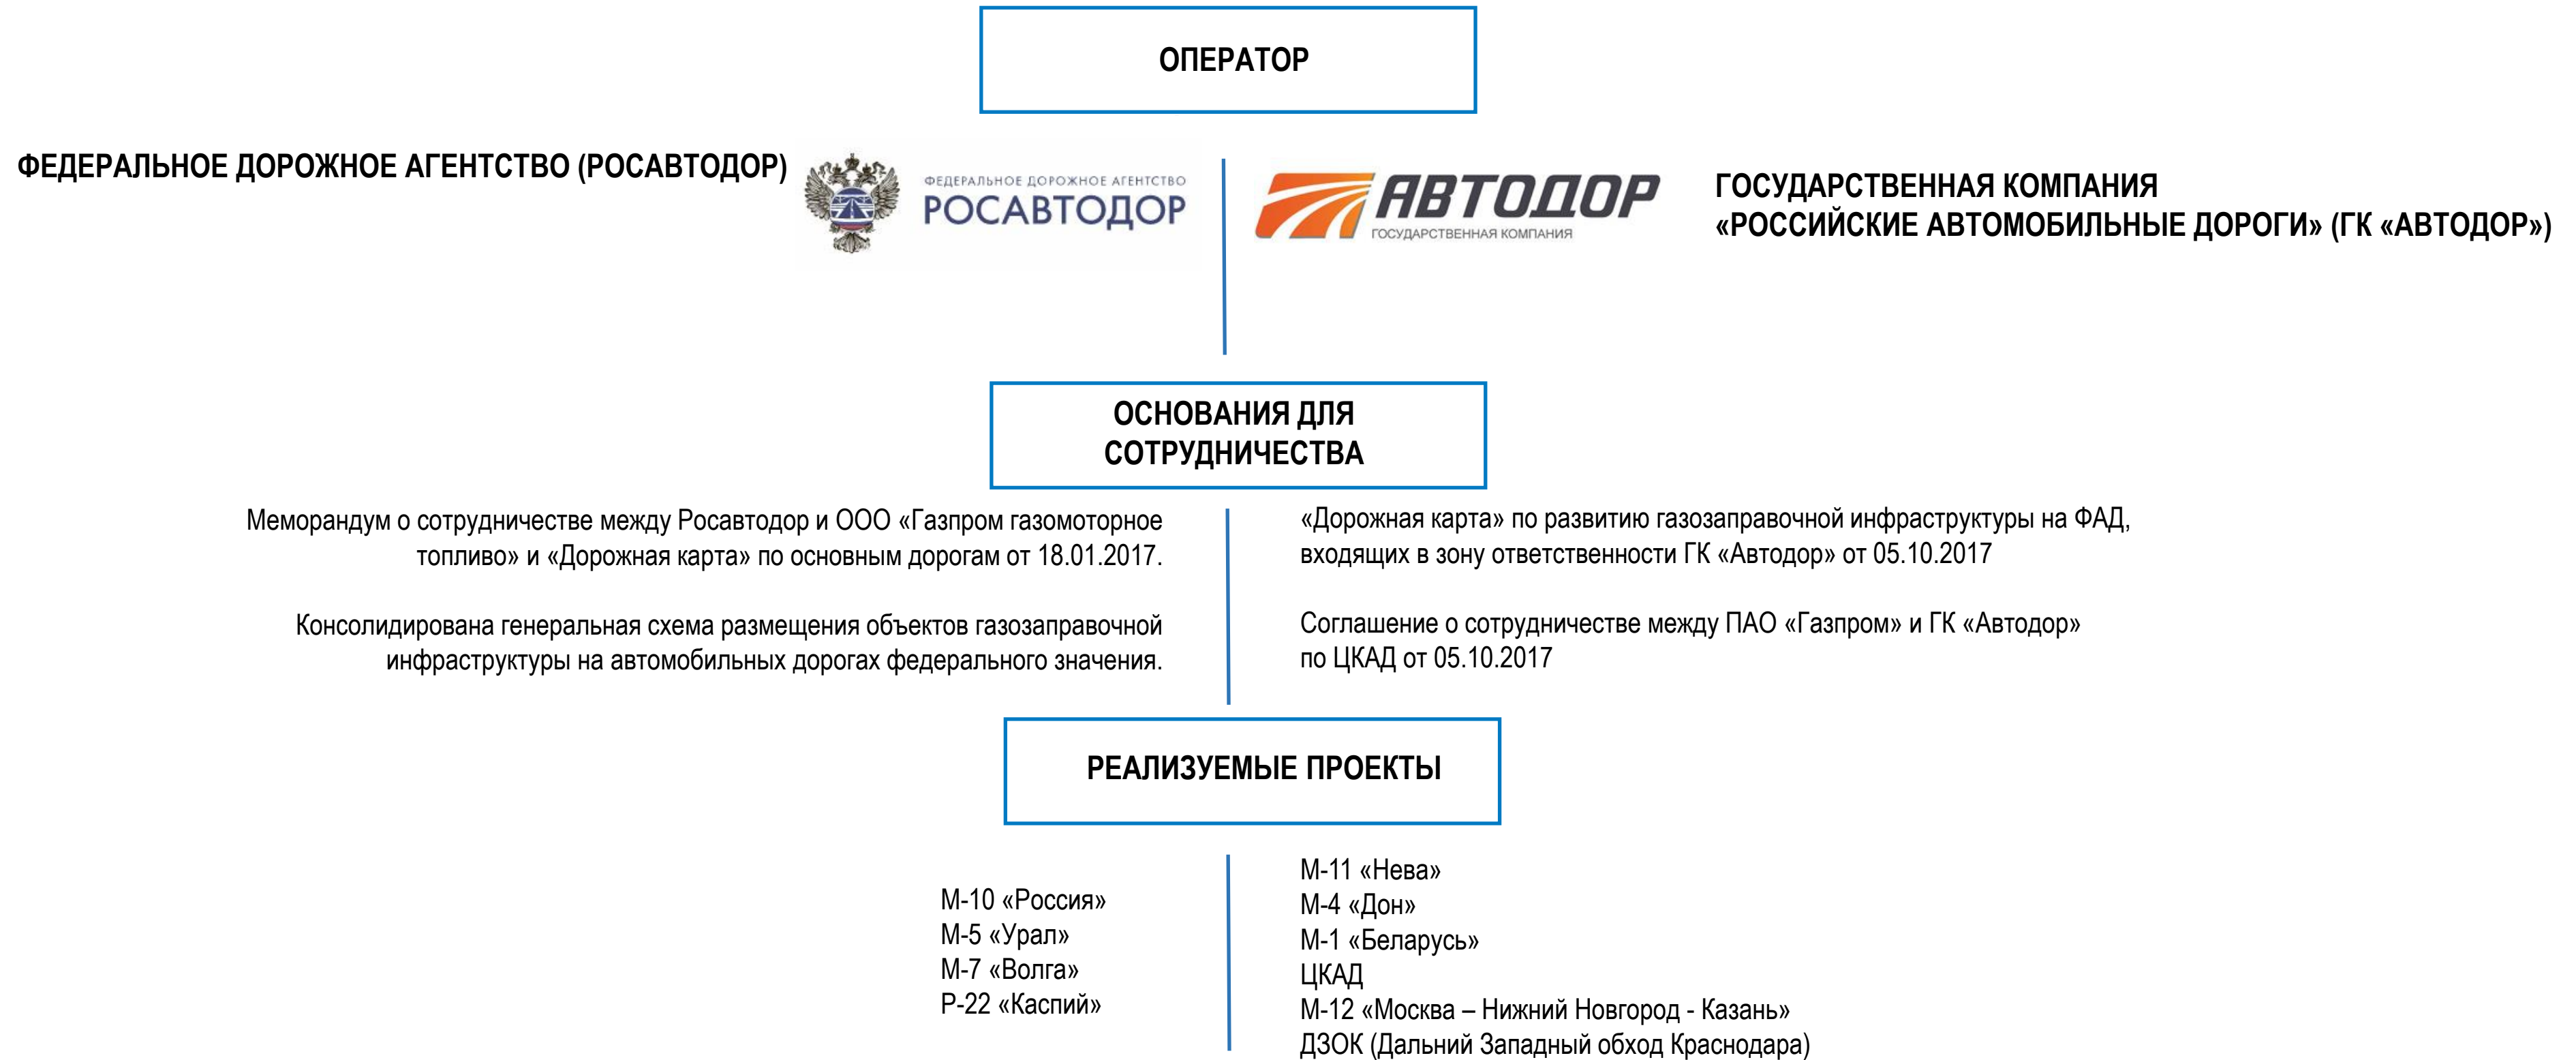 ОПЕРАТОР
ФЕДЕРАЛЬНОЕ ДОРОЖНОЕ АГЕНТСТВО (РОСАВТОДОР)
ФЕДЕРАЛЬНОЕ ДОРОЖНОЕ АГЕНТСТВО
РОСАВТОДОР
АВТОДОР
ГОСУДАРСТВЕННАЯ КОМПАНИЯ
ГОСУДАРСТВЕННАЯ КОМПАНИЯ
«РОССИЙСКИЕ АВТОМОБИЛЬНЫЕ ДОРОГИ» (ГК «АВТОДОР»)
ОСНОВАНИЯ ДЛЯ
СОТРУДНИЧЕСТВА
Меморандум о сотрудничестве между Росавтодор и ООО «Газпром газомоторное
топливо» и «Дорожная карта» по основным дорогам от 18.01.2017.
Консолидирована генеральная схема размещения объектов газозаправочной
инфраструктуры на автомобильных дорогах федерального значения.
«Дорожная карта» по развитию газозаправочной инфраструктуры на ФАД,
входящих в зону ответственности ГК «Автодор» от 05.10.2017
Соглашение о сотрудничестве между ПАО «Газпром» и ГК «Автодор»
по ЦКАД от 05.10.2017
РЕАЛИЗУЕМЫЕ ПРОЕКТЫ
М-10 «Россия»
М-5 «Урал»
М-7 «Волга»
Р-22 «Каспий»
М-11 «Нева»
М-4 «Дон»
М-1 «Беларусь»
ЦКАД
М-12 «Москва – Нижний Новгород - Казань»
ДЗОК (Дальний Западный обход Краснодара)